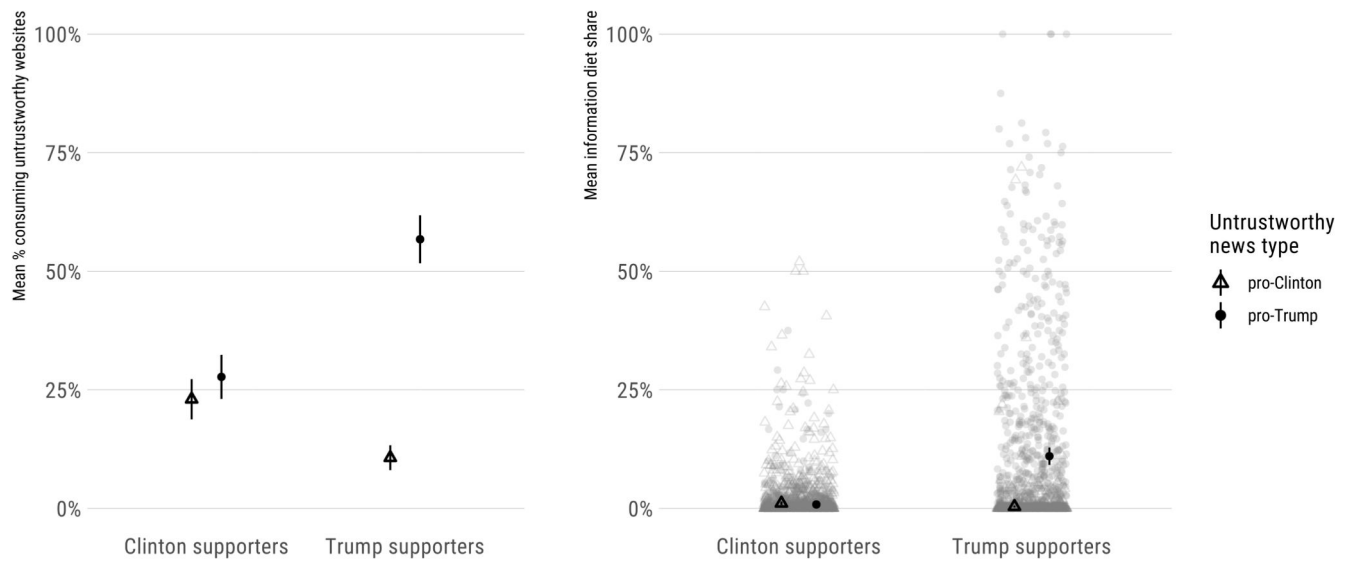 Mean % consuming untrustworthy websites
100%
75%
50%
25%
0%
Clinton supporters
Trump supporters
Mean information diet share
100%
75%
50%
25%
0%
Clinton supporters
Trump supporters
Untrustworthy
news type
pro-Clinton
pro-Trump